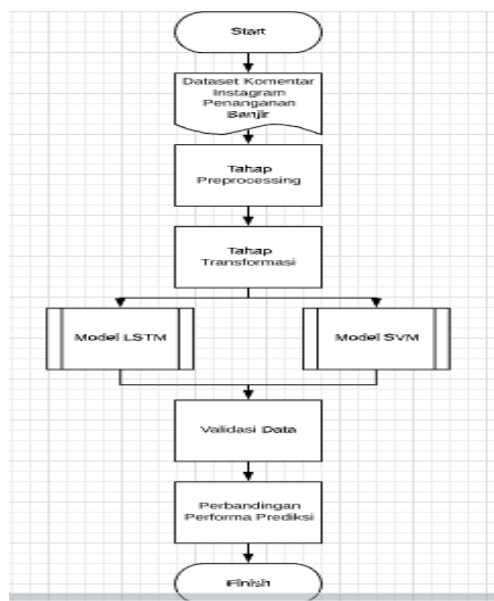 Start
Dataset Komentar
Instagram
Penanganan
Banjir
Tahap
Preprocessing
Tahap
Transformasi
Model LSTM
Model SVM
Validasi Data
Perbandingan
Performa Prediksi
Finish